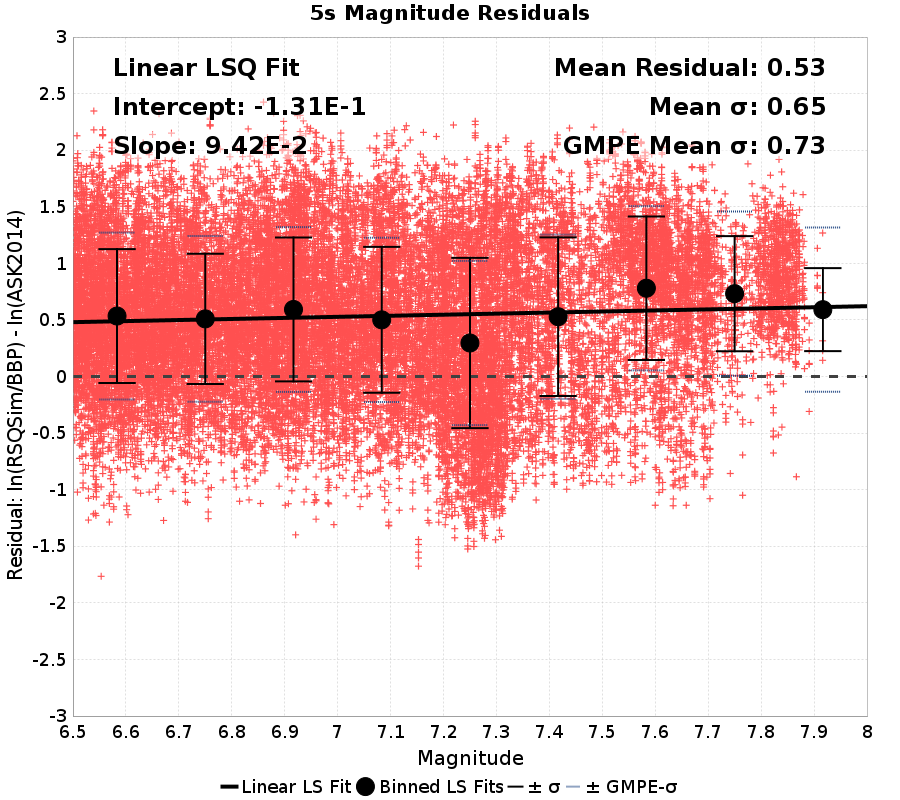 5s Magnitude Residuals
Linear LSQ Fit
Intercept: -1.31E-1
Slope: 9.42E-2
Mean Residual: 0.53
Mean σ: 0.65
GMPE Mean σ: 0.73
Residual: ln(RSQSim/BBP) - ln(ASK2014)
3
2.5
2
1.5
1
0.5
0
-0.5
-1
-1.5
-2
-2.5
-3
6.5 6.6 6.7 6.8 6.9 7 7.1 7.2 7.3 7.4 7.5 7.6 7.7 7.8 7.9 8
Magnitude
Linear LS Fit Binned LS Fits ± σ ± GMPE-σ